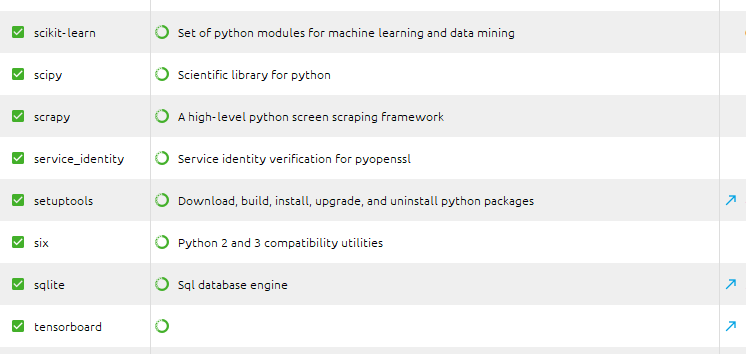 scikit-learn Set of python modules for machine learning and data mining
scipy Scientific library for python
scrapy A high-level python screen scraping framework
service_identity Service identity verification for pyopenssl
setuptools Download, build, install, upgrade, and uninstall python packages
six Python 2 and 3 compatibility utilities
sqlite Sql database engine
tensorboard